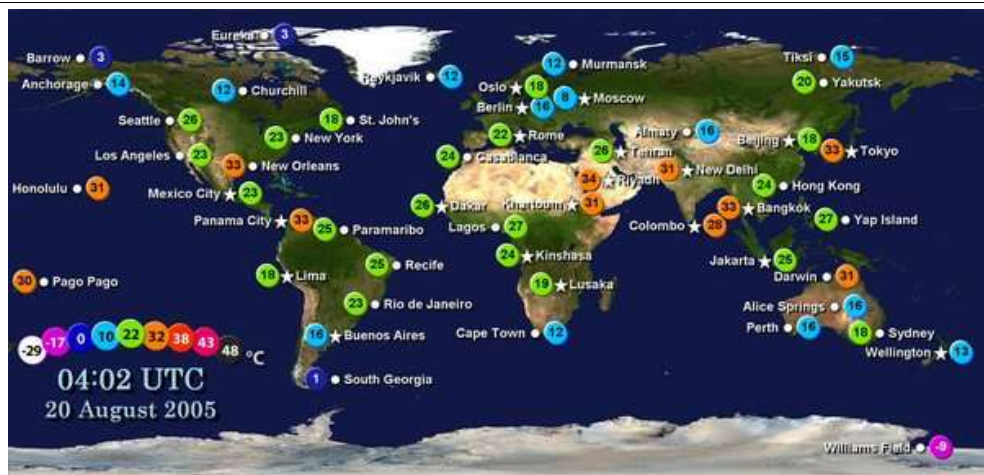 Eureka 3
Barrow 3
Anchorage 14
12 Churchill
Reykjavik 12
12 Murmansk
Tiksi 15
20 Yakutsk
Oslo 18
Berlin 16
8 Moscow
Seattle 26
18 St. John's
23 New York
22 Rome
Almaty 16
Beijing 18
33 Tokyo
Los Angeles 23
33 New Orleans
24 Casablanca
26 Tehran
34 Riyadh
31 New Delhi
24 Hong Kong
Honolulu 31
Mexico City 23
26 Dakar
Khartoum 31
33 Bangkok
Panama City 33
25 Paramaribo
Lagos 27
Colombo 28
27 Yap Island
24 Kinshasa
Jakarta 25
25 Recife
18 Lima
30 Pago Pago
19 Lusaka
Darwin 31
23 Rio de Janeiro
Alice Springs 16
16 Buenos Aires
Cape Town 12
Perth 16
18 Sydney
Wellington 13
-29 -17 0 10 22 32 38 43 48 °C
04:02 UTC
20 August 2005
1 South Georgia
Williams Field -9